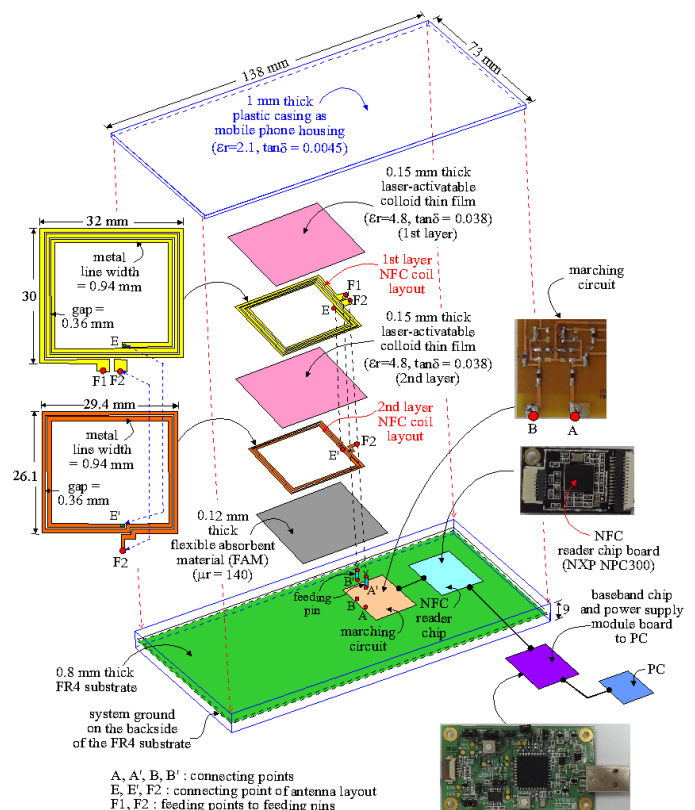 138 mm
73 mm
1 mm thick
plastic casing as
mobile phone housing
(εr=2.1, tanδ = 0.0045)
0.15 mm thick
laser-activatable
colloid thin film
(εr=4.8, tanδ = 0.038)
(1st layer)
32 mm
metal
line width
= 0.94 mm
30
gap =
0.36 mm
E
F1
F2
1st layer
NFC coil
layout
F1
F2
E
0.15 mm thick
laser-activatable
colloid thin film
(εr=4.8, tanδ = 0.038)
(2nd layer)
marching
circuit
B
A
29.4 mm
metal
line width
= 0.94 mm
26.1
gap =
0.36 mm
E'
F2
2nd layer
NFC coil
layout
F2
E'
0.12 mm
thick
flexible absorbent
material (FAM)
(μr = 140)
NFC
reader chip board
(NXP NPC300)
feeding
pin
B'
A'
B
A
marching
circuit
NFC
reader
chip
9
baseband chip
and power supply
module board
to PC
PC
0.8 mm thick
FR4 substrate
system ground
on the backside
of the FR4 substrate
A, A', B, B' : connecting points
E, E', F2 : connecting point of antenna layout
F1, F2 : feeding points to feeding pins